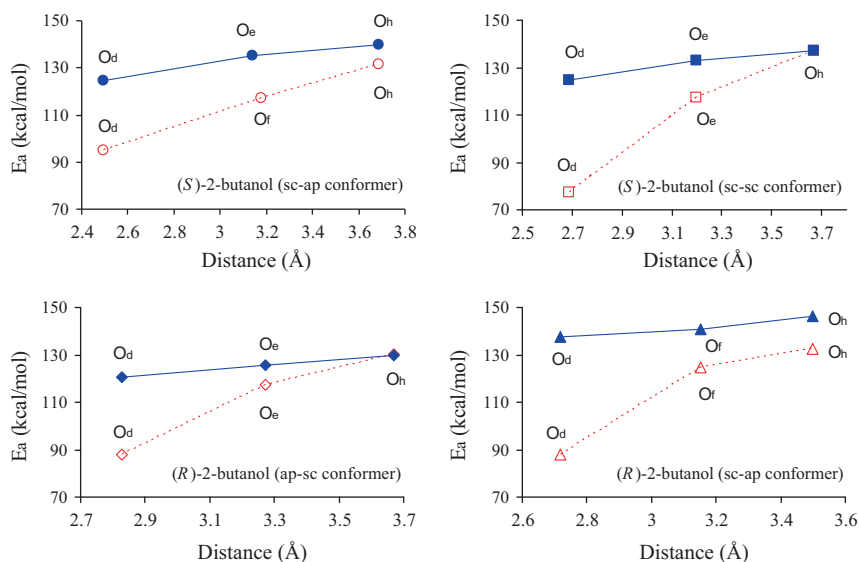 150
130
110
90
70
Ea (kcal/mol)
Od
Oe
Oh
Od
Of
Oh
(S)-2-butanol (sc-ap conformer)
2.4 2.6 2.8 3 3.2 3.4 3.6 3.8
Distance (Å)
150
130
110
90
70
Ea (kcal/mol)
Od
Oe
Oh
Od
Oe
(S)-2-butanol (sc-sc conformer)
2.5 2.7 2.9 3.1 3.3 3.5 3.7
Distance (Å)
150
130
110
90
70
Ea (kcal/mol)
Od
Oe
Oh
Od
Oe
(R)-2-butanol (ap-sc conformer)
2.7 2.9 3.1 3.3 3.5 3.7
Distance (Å)
150
130
110
90
70
Ea (kcal/mol)
Od
Of
Oh
Od
Of
Oh
(R)-2-butanol (sc-ap conformer)
2.6 2.8 3 3.2 3.4 3.6
Distance (Å)